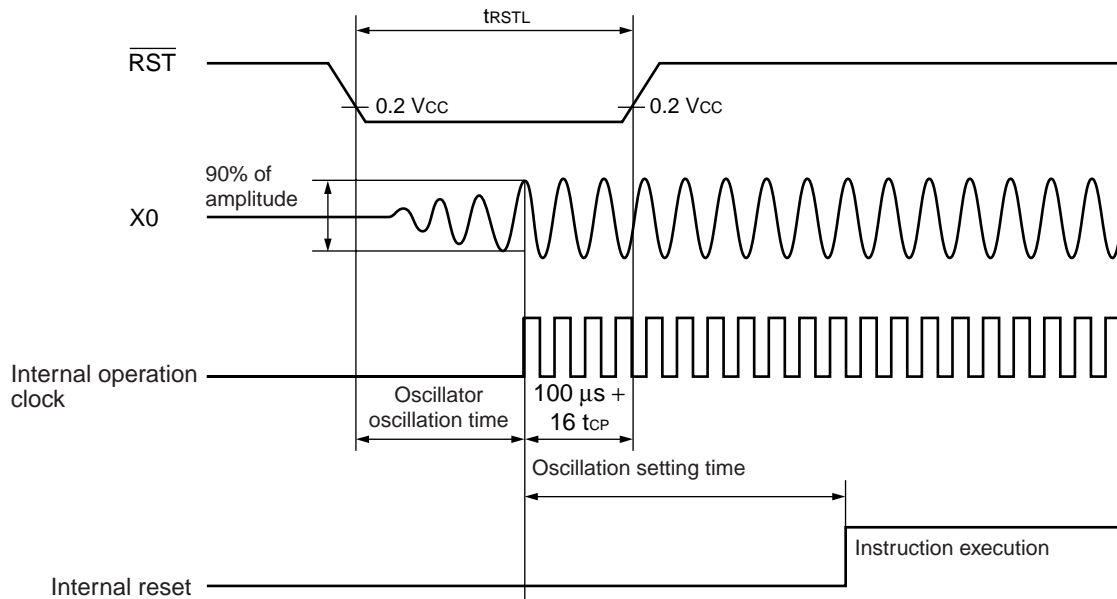 tRSTL
RST
0.2 VCC
0.2 VCC
90% of
amplitude
X0
Internal operation
clock
Oscillator
oscillation time
100 μs +
16 tCP
Oscillation setting time
Instruction execution
Internal reset